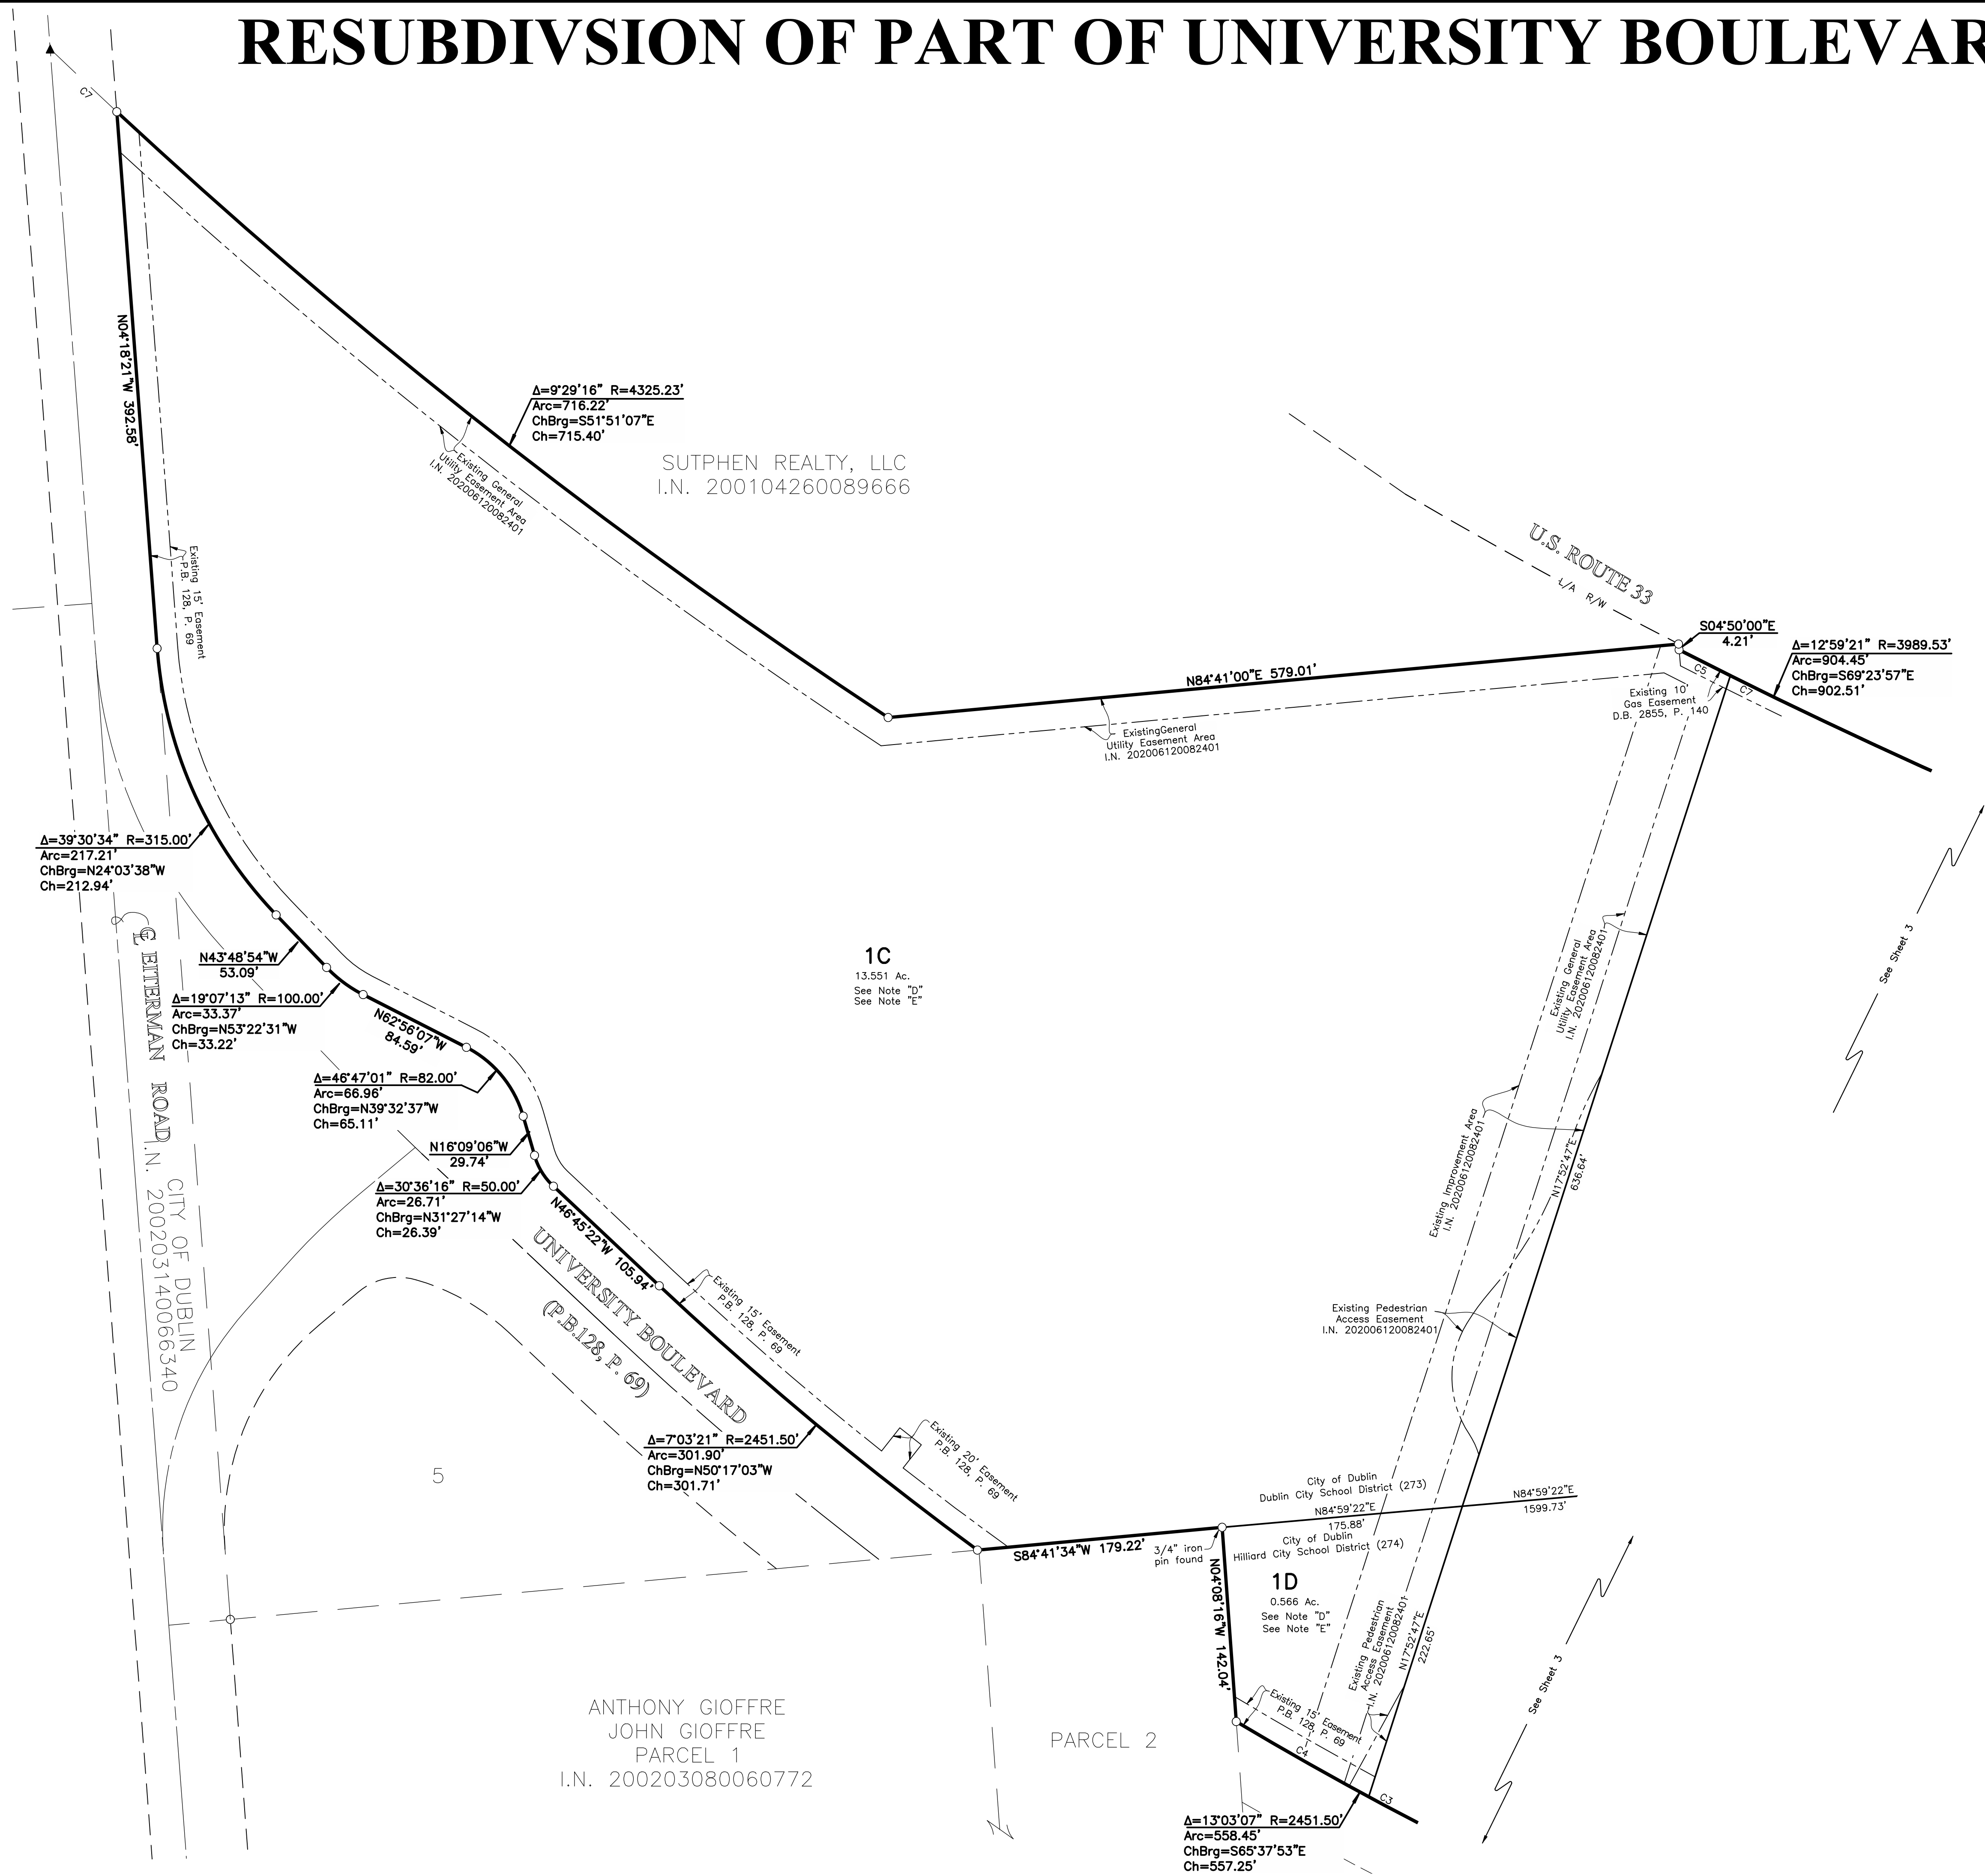 RESUBDIVSION OF PART OF UNIVERSITY BOULEVAR
C7
N04°18'21"W 392.58'
Δ=9°29'16" R=4325.23'
Arc=716.22'
ChBrg=S51°51'07"E
Ch=715.40'
Existing General
Utility Easement Area
I.N. 202006120082401
SUTPHEN REALTY, LLC
I.N. 200104260089666
U.S. ROUTE 33
L/A R/W
S04°50'00"E
4.21'
Δ=12°59'21" R=3989.53'
Arc=904.45'
ChBrg=S69°23'57"E
Ch=902.51'
C5
C7
Existing 10'
Gas Easement
D.B. 2855, P. 140
N84°41'00"E 579.01'
ExistingGeneral
Utility Easement Area
I.N. 202006120082401
Existing 15' Easement
P.B. 128, P. 69
Δ=39°30'34" R=315.00'
Arc=217.21'
ChBrg=N24°03'38"W
Ch=212.94'
1C
13.551 Ac.
See Note "D"
See Note "E"
See Sheet 3
Existing General
Utility Easement Area
I.N. 202006120082401
N43°48'54"W
53.09'
Δ=19°07'13" R=100.00'
Arc=33.37'
ChBrg=N53°22'31"W
Ch=33.22'
N62°56'07"W
84.59'
Δ=46°47'01" R=82.00'
Arc=66.96'
ChBrg=N39°32'37"W
Ch=65.11'
N16°09'06"W
29.74'
Δ=30°36'16" R=50.00'
Arc=26.71'
ChBrg=N31°27'14"W
Ch=26.39'
℄ EITERMAN ROAD
CITY OF DUBLIN
I.N. 200203140066340
Existing Improvement Area
I.N. 202006120082401
N17°52'47"E
636.64'
N46°45'22"W 105.94'
UNIVERSITY BOULEVARD
(P.B.128, P. 69)
Existing 15' Easement
P.B. 128, P. 69
Existing Pedestrian
Access Easement
I.N. 202006120082401
Δ=7°03'21" R=2451.50'
Arc=301.90'
ChBrg=N50°17'03"W
Ch=301.71'
Existing 20' Easement
P.B. 128, P. 69
5
City of Dublin
Dublin City School District (273)
N84°59'22"E
175.88'
N84°59'22"E
1599.73'
City of Dublin
Hilliard City School District (274)
S84°41'34"W 179.22'
3/4" iron
pin found
N04°08'16"W 142.04'
1D
0.566 Ac.
See Note "D"
See Note "E"
Existing Pedestrian
Access Easement
I.N. 202006120082401
N17°52'47"E
222.65'
See Sheet 3
Existing 15' Easement
P.B. 128, P. 69
C4
C3
ANTHONY GIOFFRE
JOHN GIOFFRE
PARCEL 1
I.N. 200203080060772
PARCEL 2
Δ=13°03'07" R=2451.50'
Arc=558.45'
ChBrg=S65°37'53"E
Ch=557.25'